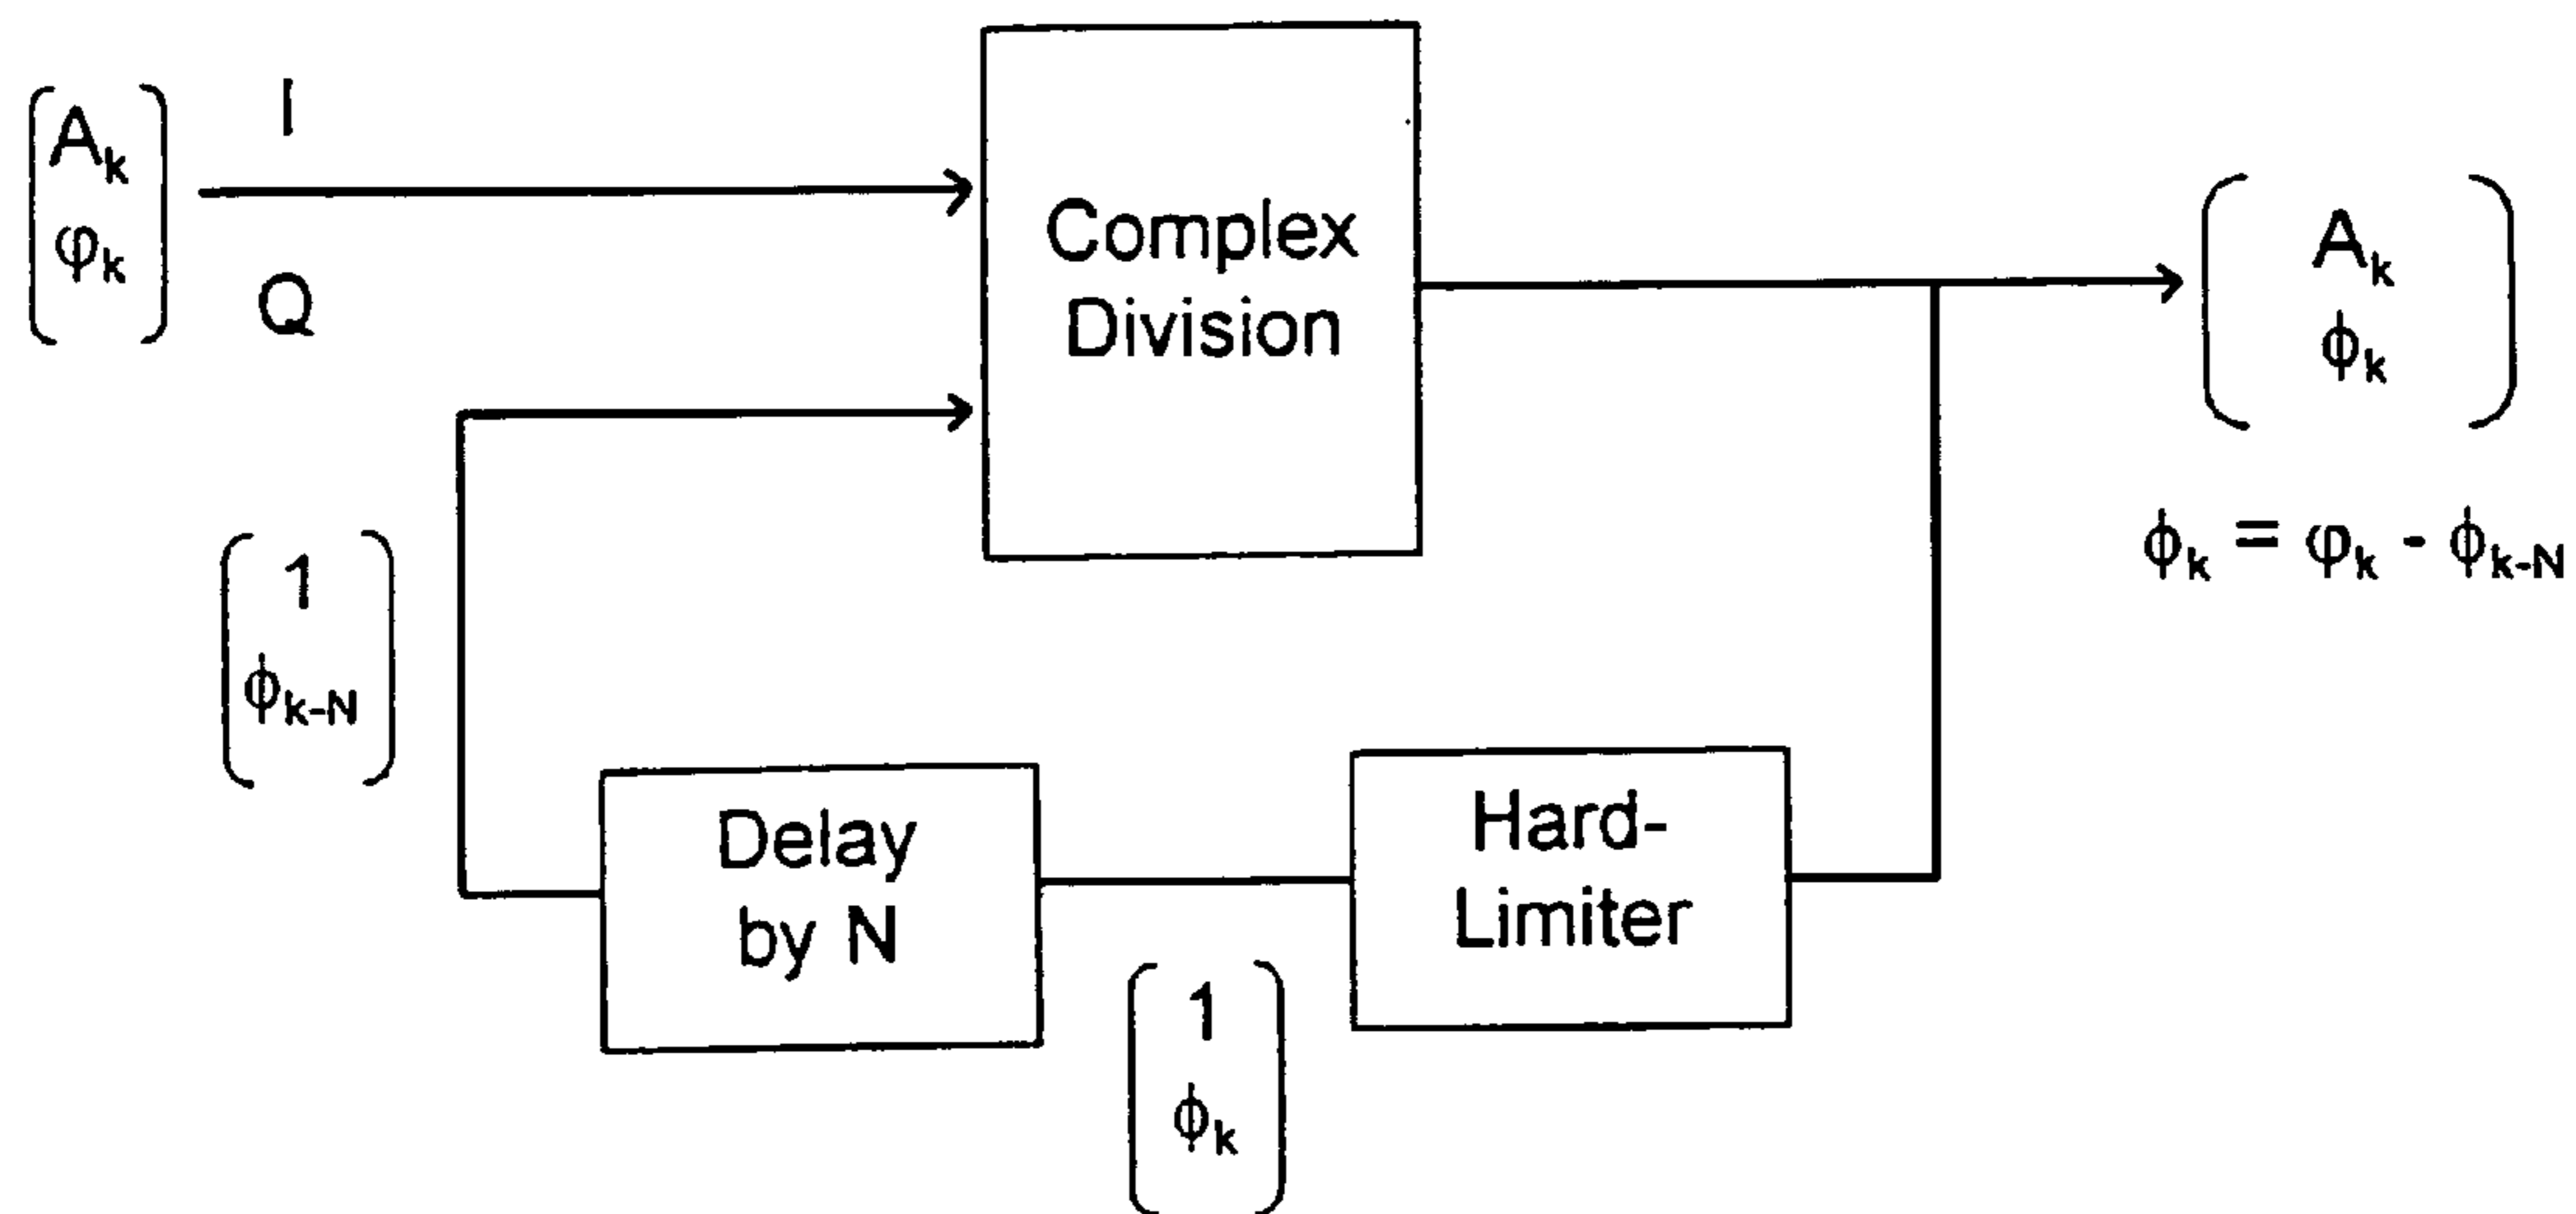 I
A_k
φ_k
Q
Complex
Division
A_k
ϕ_k
ϕ_k = φ_k - ϕ_k-N
1
ϕ_k-N
Delay
by N
Hard-
Limiter
1
ϕ_k